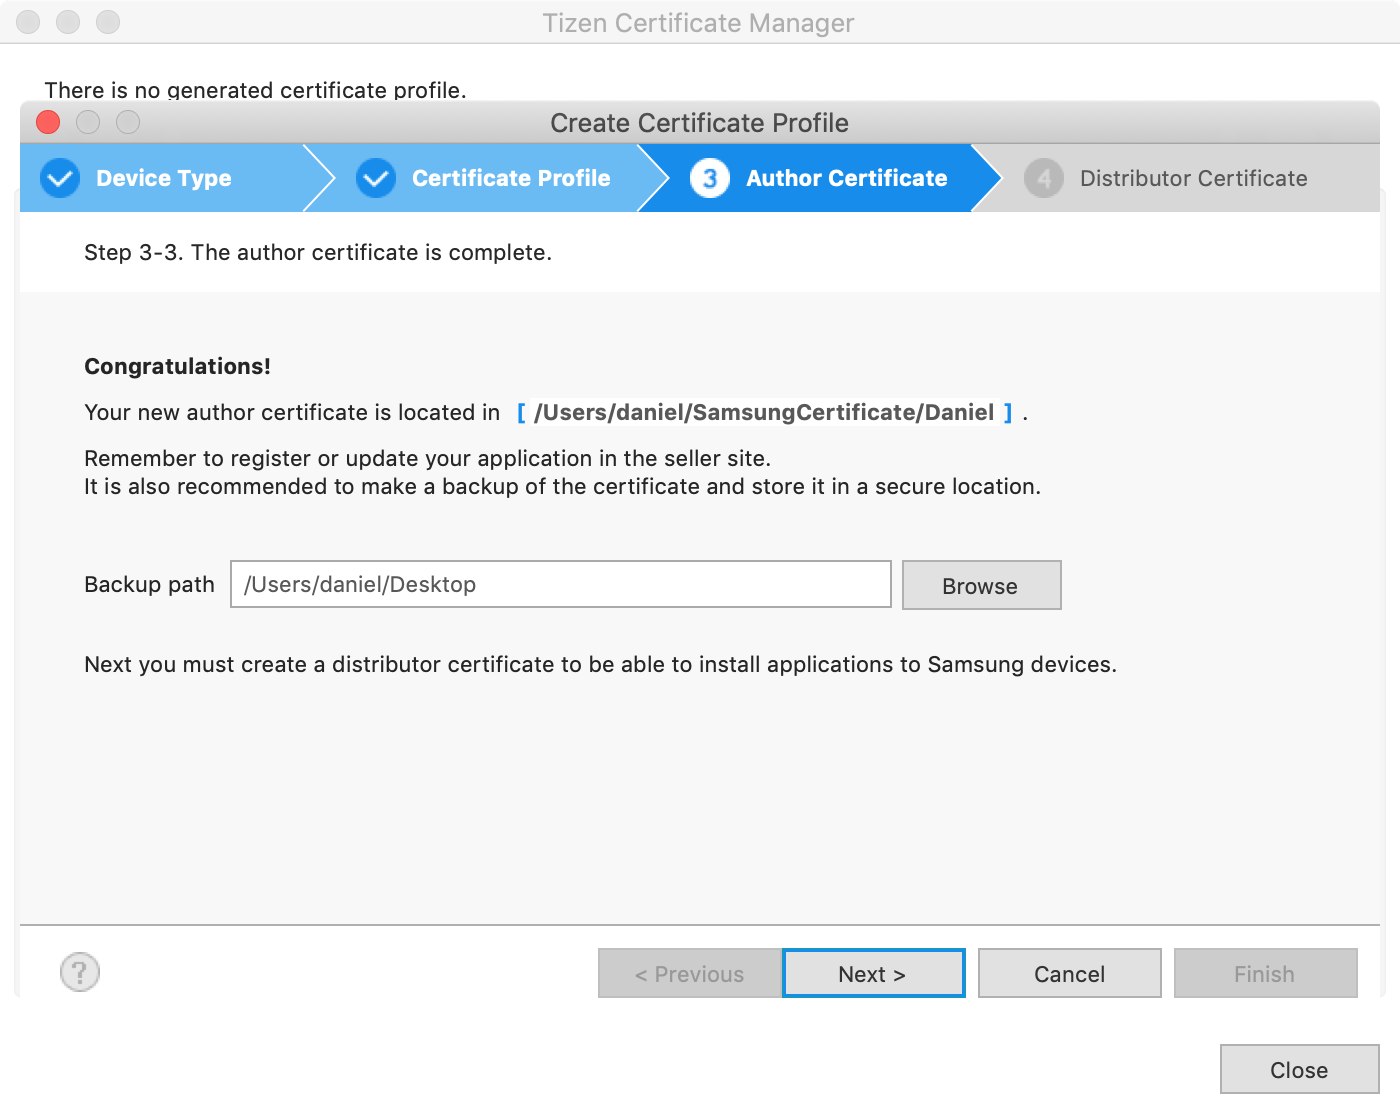 Tizen Certificate Manager
There is no generated certificate profile.
Create Certificate Profile
Device Type
Certificate Profile
3 Author Certificate
4 Distributor Certificate
Step 3-3. The author certificate is complete.
Congratulations!
Your new author certificate is located in [ /Users/daniel/SamsungCertificate/Daniel ] .
Remember to register or update your application in the seller site.
It is also recommended to make a backup of the certificate and store it in a secure location.
Backup path /Users/daniel/Desktop Browse
Next you must create a distributor certificate to be able to install applications to Samsung devices.
? < Previous Next > Cancel Finish
Close